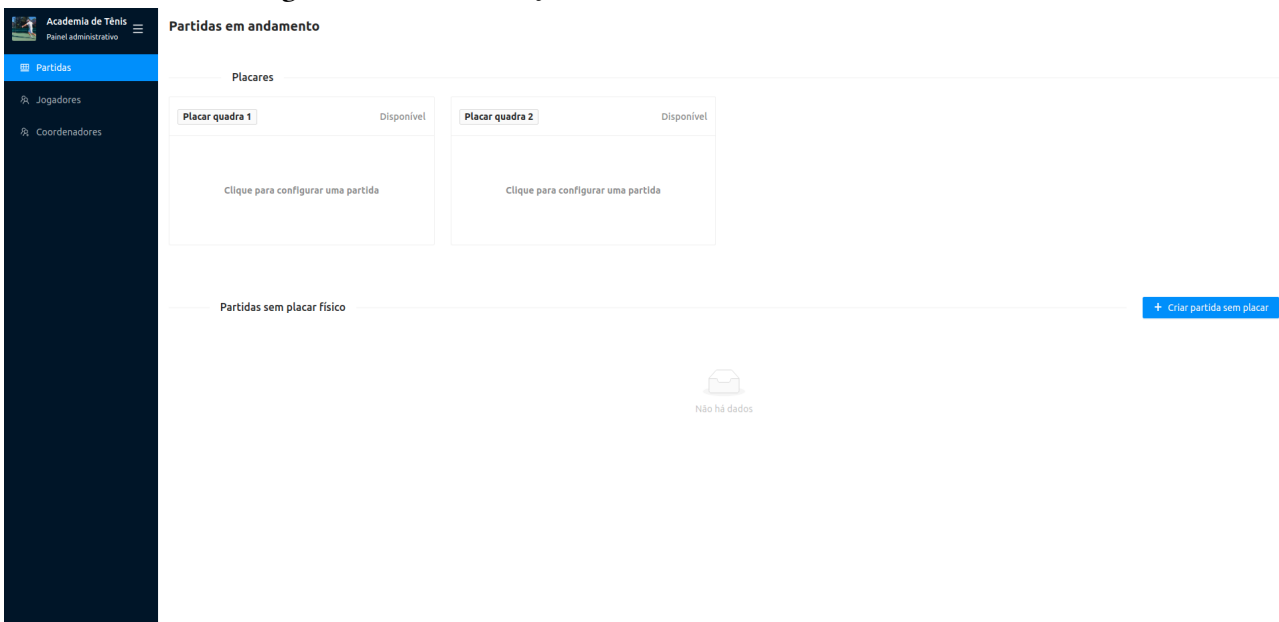 Academia de Tênis
Painel administrativo
Partidas
Jogadores
Coordenadores
Partidas em andamento
Placares
Placar quadra 1
Disponível
Clique para configurar uma partida
Placar quadra 2
Disponível
Clique para configurar uma partida
Partidas sem placar físico
+ Criar partida sem placar
Não há dados